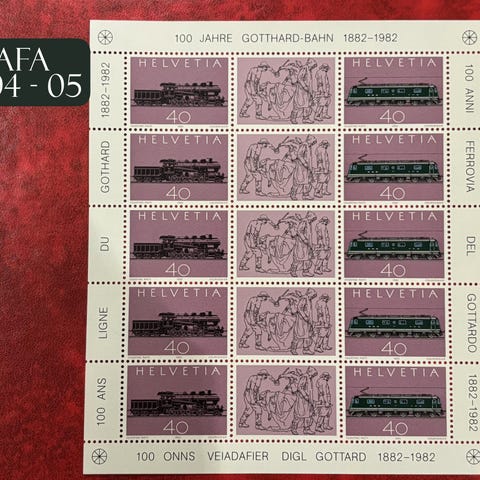 AFA
04 - 05
100 JAHRE GOTTHARD-BAHN 1882-1982
100 ANS LIGNE DU GOTHARD 1882-1982
100 ANNI FERROVIA DEL GOTTARDO 1882-1982
HELVETIA HELVETIA
40 40
HELVETIA HELVETIA
40 40
HELVETIA HELVETIA
40 40
HELVETIA HELVETIA
40 40
HELVETIA HELVETIA
40 40
100 ONNS VEIADAFIER DIGL GOTTARD 1882-1982